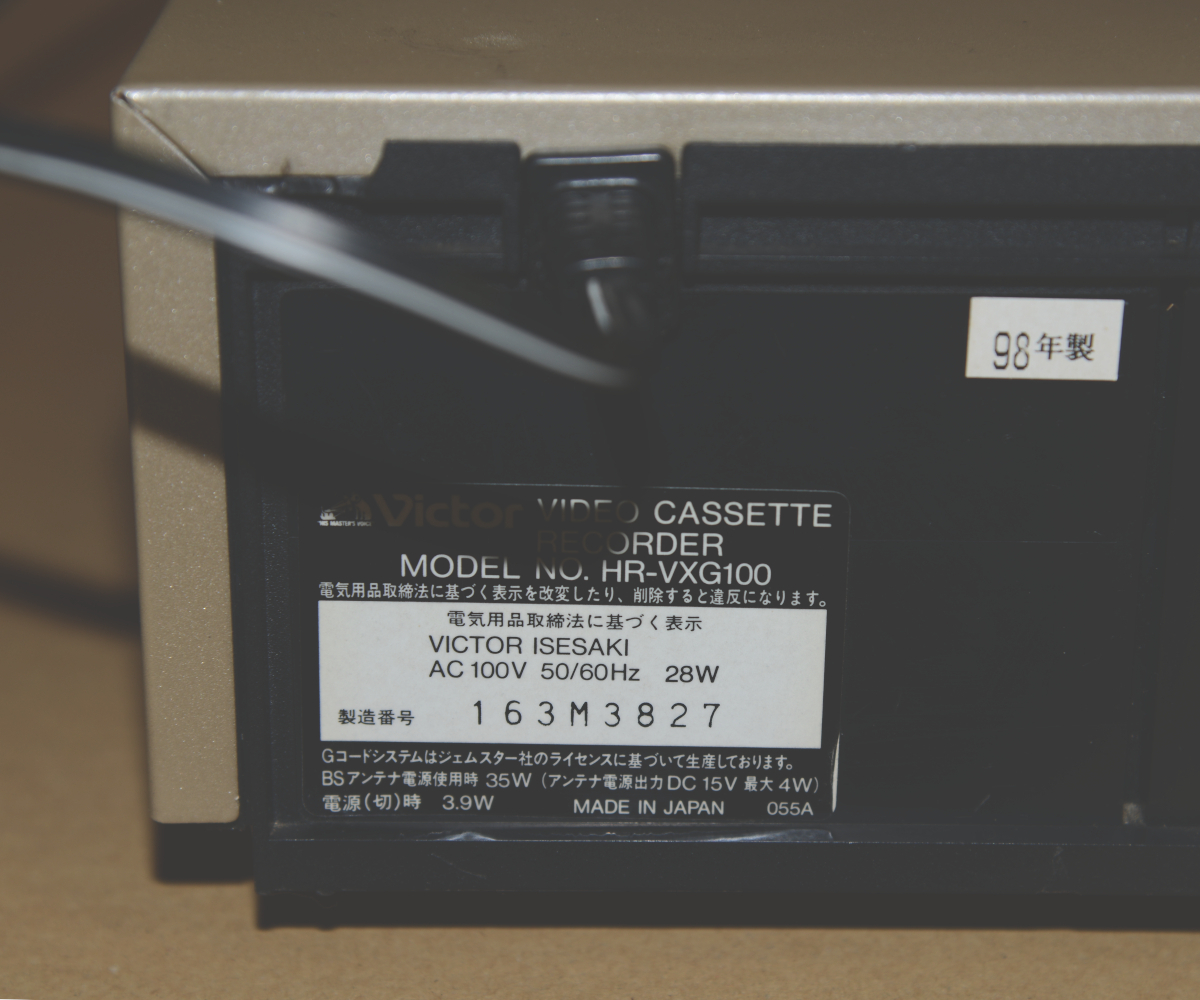 98年製
"HIS MASTER'S VOICE"
Victor VIDEO CASSETTE
RECORDER
MODEL NO. HR-VXG100
電気用品取締法に基づく表示を改変したり、削除すると違反になります。
電気用品取締法に基づく表示
VICTOR ISESAKI
AC 100V 50/60Hz 28W
製造番号 163M3827
Gコードシステムはジェムスター社のライセンスに基づいて生産しております。
BSアンテナ電源使用時 35W (アンテナ電源出力 DC 15V 最大 4W)
電源(切)時 3.9W MADE IN JAPAN 055A